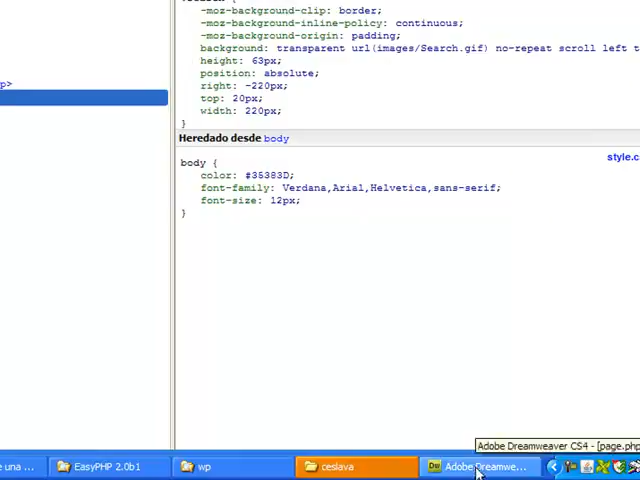 -moz-background-clip: border;
-moz-background-inline-policy: continuous;
-moz-background-origin: padding;
background: transparent url(images/Search.gif) no-repeat scroll left t
p>
height: 63px;
position: absolute;
right: -220px;
top: 20px;
width: 220px;
}
Heredado desde body
style.c
body {
color: #35383D;
font-family: Verdana,Arial,Helvetica,sans-serif;
font-size: 12px;
}
Adobe Dreamweaver CS4 - [page.php
e una ... EasyPHP 2.0b1 wp ceslava Dw Adobe Dreamwe...